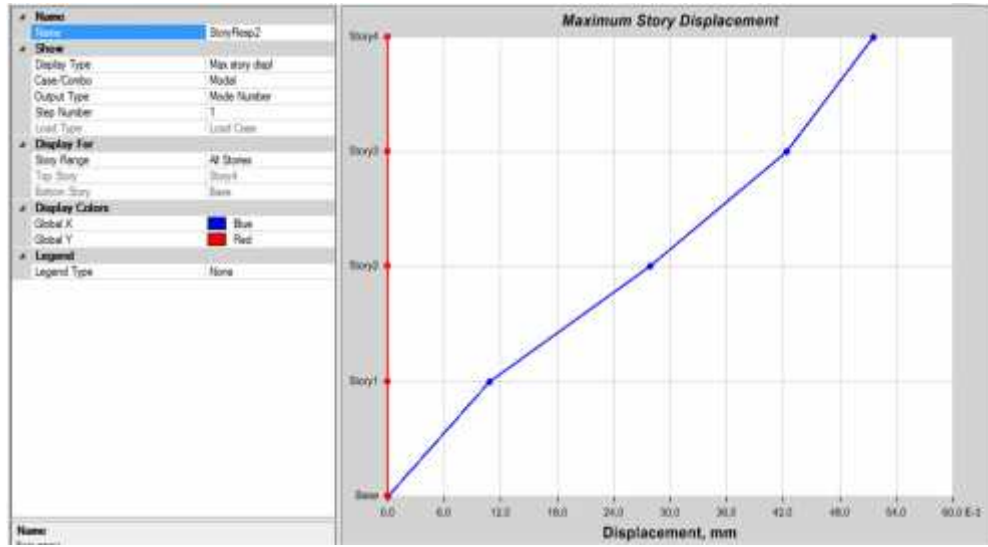 Name
Name StoryResp2
Show
Display Type Max story displ
Case/Combo Modal
Output Type Mode Number
Step Number 1
Load Type Load Case
Display For
Story Range All Stories
Top Story Story4
Bottom Story Base
Display Colors
Global X Blue
Global Y Red
Legend
Legend Type None
Name
Maximum Story Displacement
Story4
Story3
Story2
Story1
Base
0.0 6.0 12.0 18.0 24.0 30.0 36.0 42.0 48.0 54.0 60.0 E-3
Displacement, mm